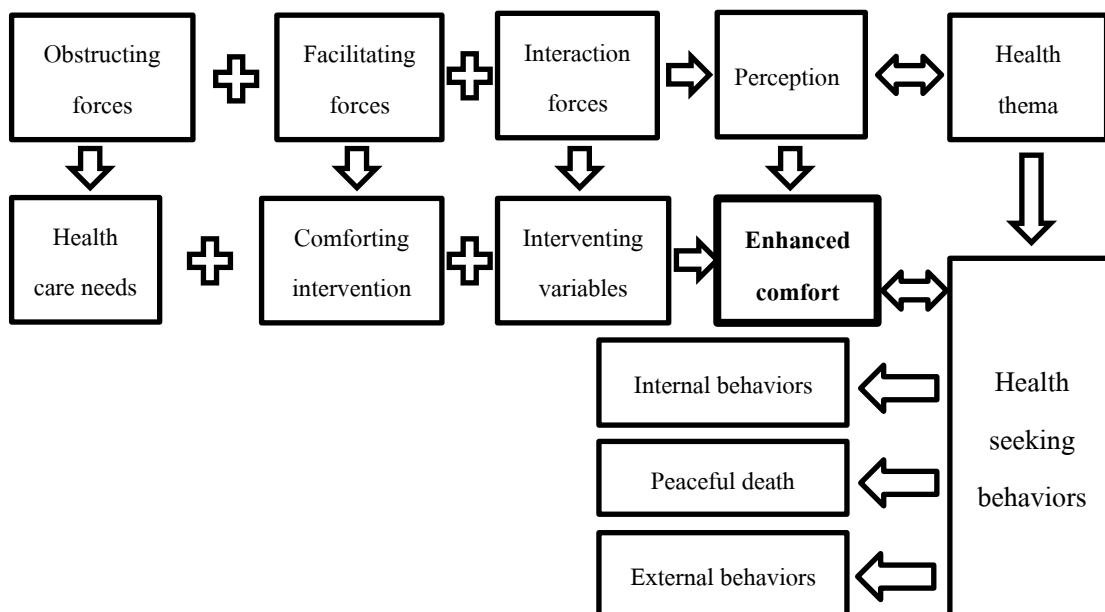 Obstructing
forces
Facilitating
forces
Interaction
forces
Perception
Health
thema
Health
care needs
Comforting
intervention
Interventing
variables
Enhanced
comfort
Health
seeking
behaviors
Internal behaviors
Peaceful death
External behaviors